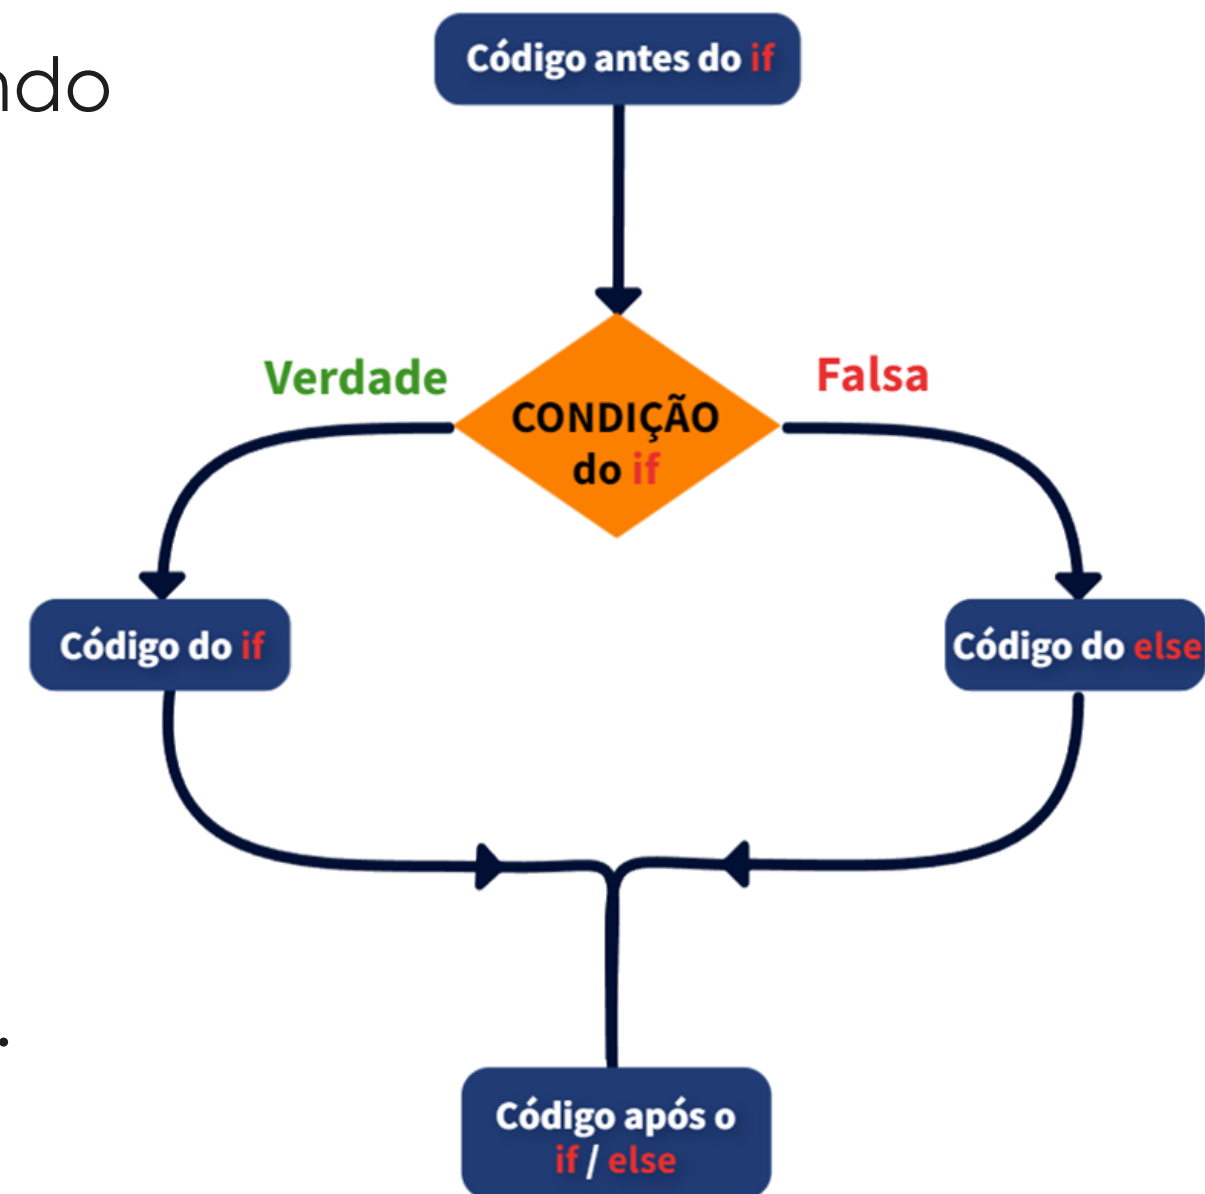 Código antes do if
ndo
Verdade
Falsa
CONDIÇÃO
do if
Código do if
Código do else
.
Código após o
if / else